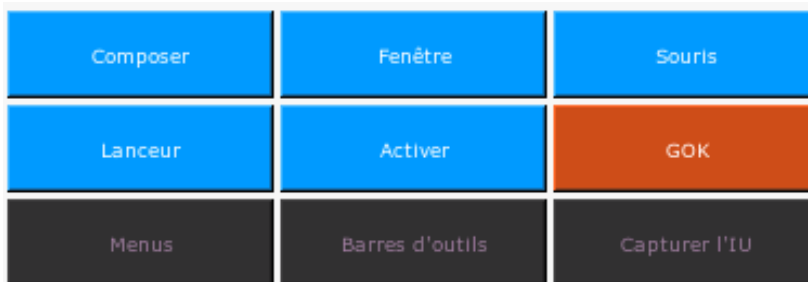 Composer
Fenêtre
Souris
Lanceur
Activer
GOK
Menus
Barres d'outils
Capturer l'IU